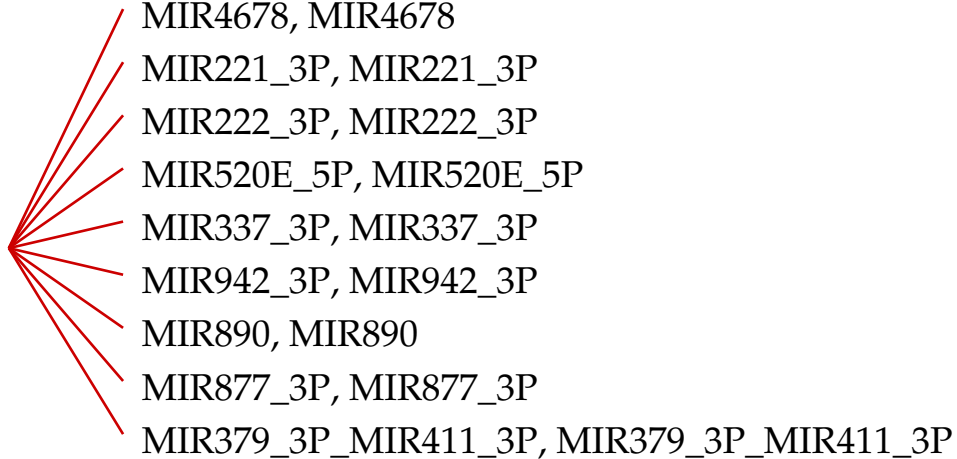 MIR4678, MIR4678
MIR221_3P, MIR221_3P
MIR222_3P, MIR222_3P
MIR520E_5P, MIR520E_5P
MIR337_3P, MIR337_3P
MIR942_3P, MIR942_3P
MIR890, MIR890
MIR877_3P, MIR877_3P
MIR379_3P_MIR411_3P, MIR379_3P_MIR411_3P